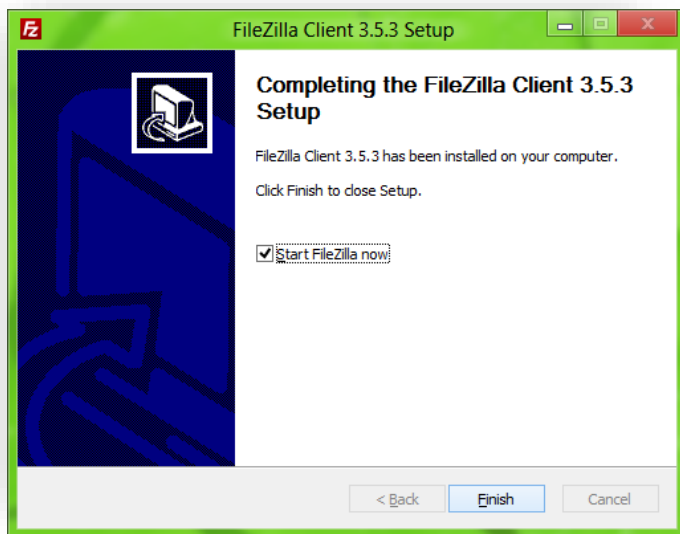 Fz
FileZilla Client 3.5.3 Setup
x
Completing the FileZilla Client 3.5.3
Setup
FileZilla Client 3.5.3 has been installed on your computer.
Click Finish to close Setup.
Start FileZilla now
< Back Finish Cancel